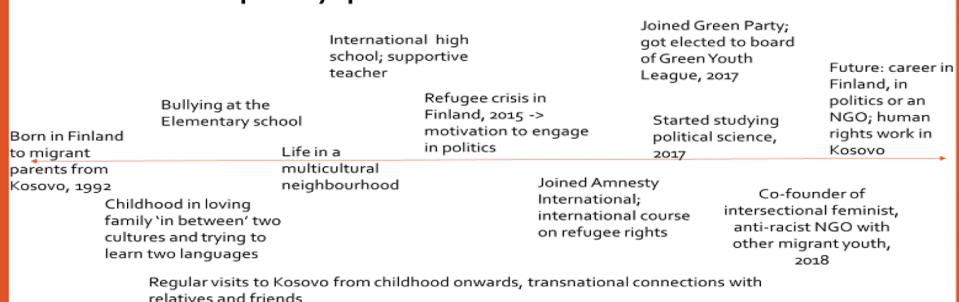 Born in Finland
to migrant
parents from
Kosovo, 1992
Bullying at the
Elementary school
Childhood in loving
family ‘in between’ two
cultures and trying to
learn two languages
Life in a
multicultural
neighbourhood
International high
school; supportive
teacher
Refugee crisis in
Finland, 2015 ->
motivation to engage
in politics
Joined Amnesty
International;
international course
on refugee rights
Joined Green Party;
got elected to board
of Green Youth
League, 2017
Started studying
political science,
2017
Co-founder of
intersectional feminist,
anti-racist NGO with
other migrant youth,
2018
Future: career in
Finland, in
politics or an
NGO; human
rights work in
Kosovo
Regular visits to Kosovo from childhood onwards, transnational connections with
relatives and friends